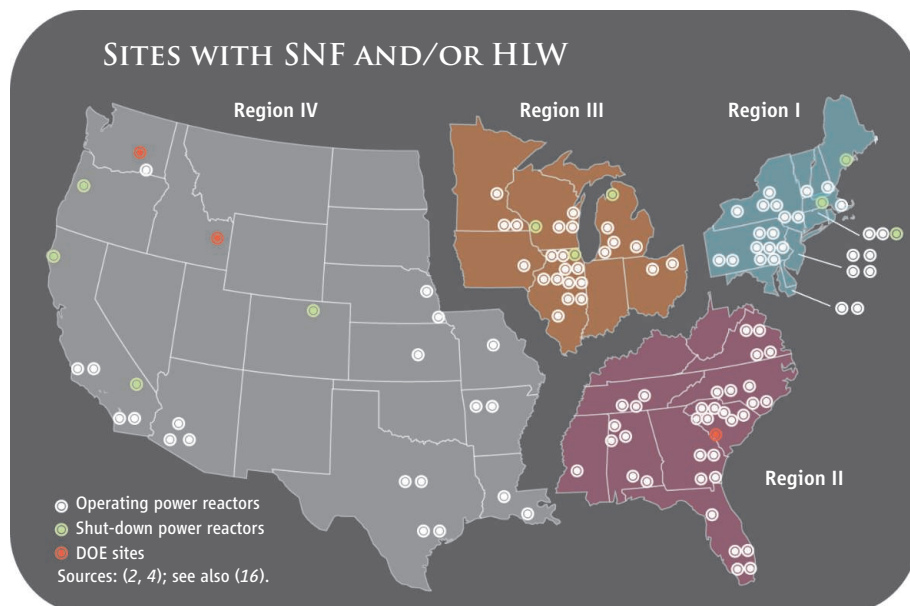 SITES WITH SNF AND/OR HLW
Region IV
Region III
Region I
Region II
Operating power reactors
Shut-down power reactors
DOE sites
Sources: (2, 4); see also (16).